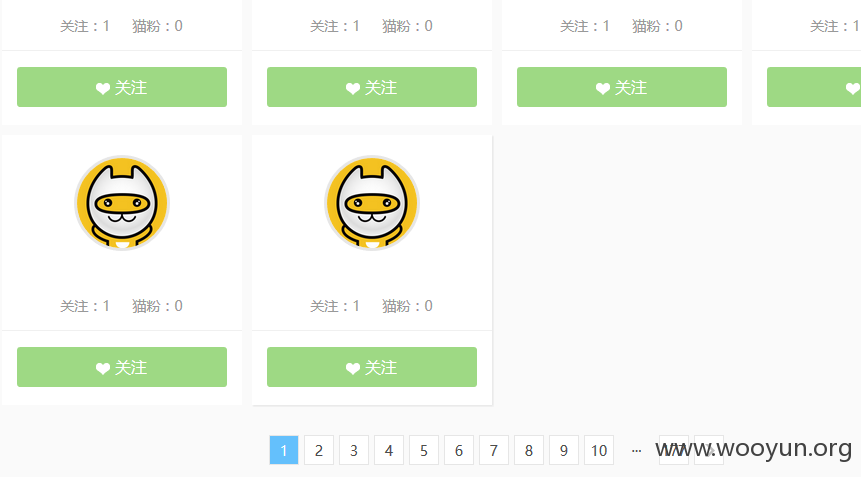 关注：1 猫粉：0 关注：1 猫粉：0 关注：1 猫粉：0 关注：1
关注 关注 关注
关注：1 猫粉：0 关注：1 猫粉：0
关注 关注
1 2 3 4 5 6 7 8 9 10 ... www.wooyun.org